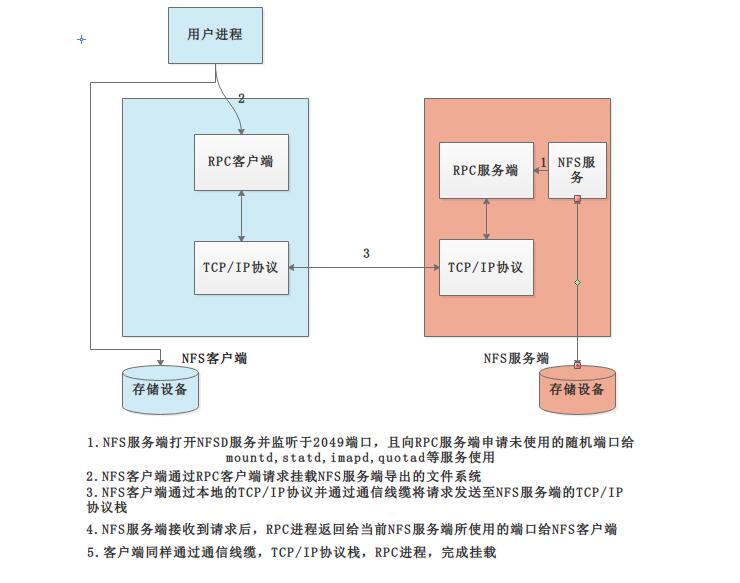 用户进程
2
RPC客户端
RPC服务端
1
NFS服
务
TCP/IP协议
3
TCP/IP协议
NFS客户端
NFS服务端
存储设备
存储设备
1.NFS服务端打开NFSD服务并监听于2049端口，且向RPC服务端申请未使用的随机端口给
mountd,statd,imapd,quotad等服务使用
2.NFS客户端通过RPC客户端请求挂载NFS服务端导出的文件系统
3.NFS客户端通过本地的TCP/IP协议并通过通信线缆将请求发送至NFS服务端的TCP/IP
协议栈
4.NFS服务端接收到请求后，RPC进程返回给当前NFS服务端所使用的端口给NFS客户端
5.客户端同样通过通信线缆，TCP/IP协议栈，RPC进程，完成挂载